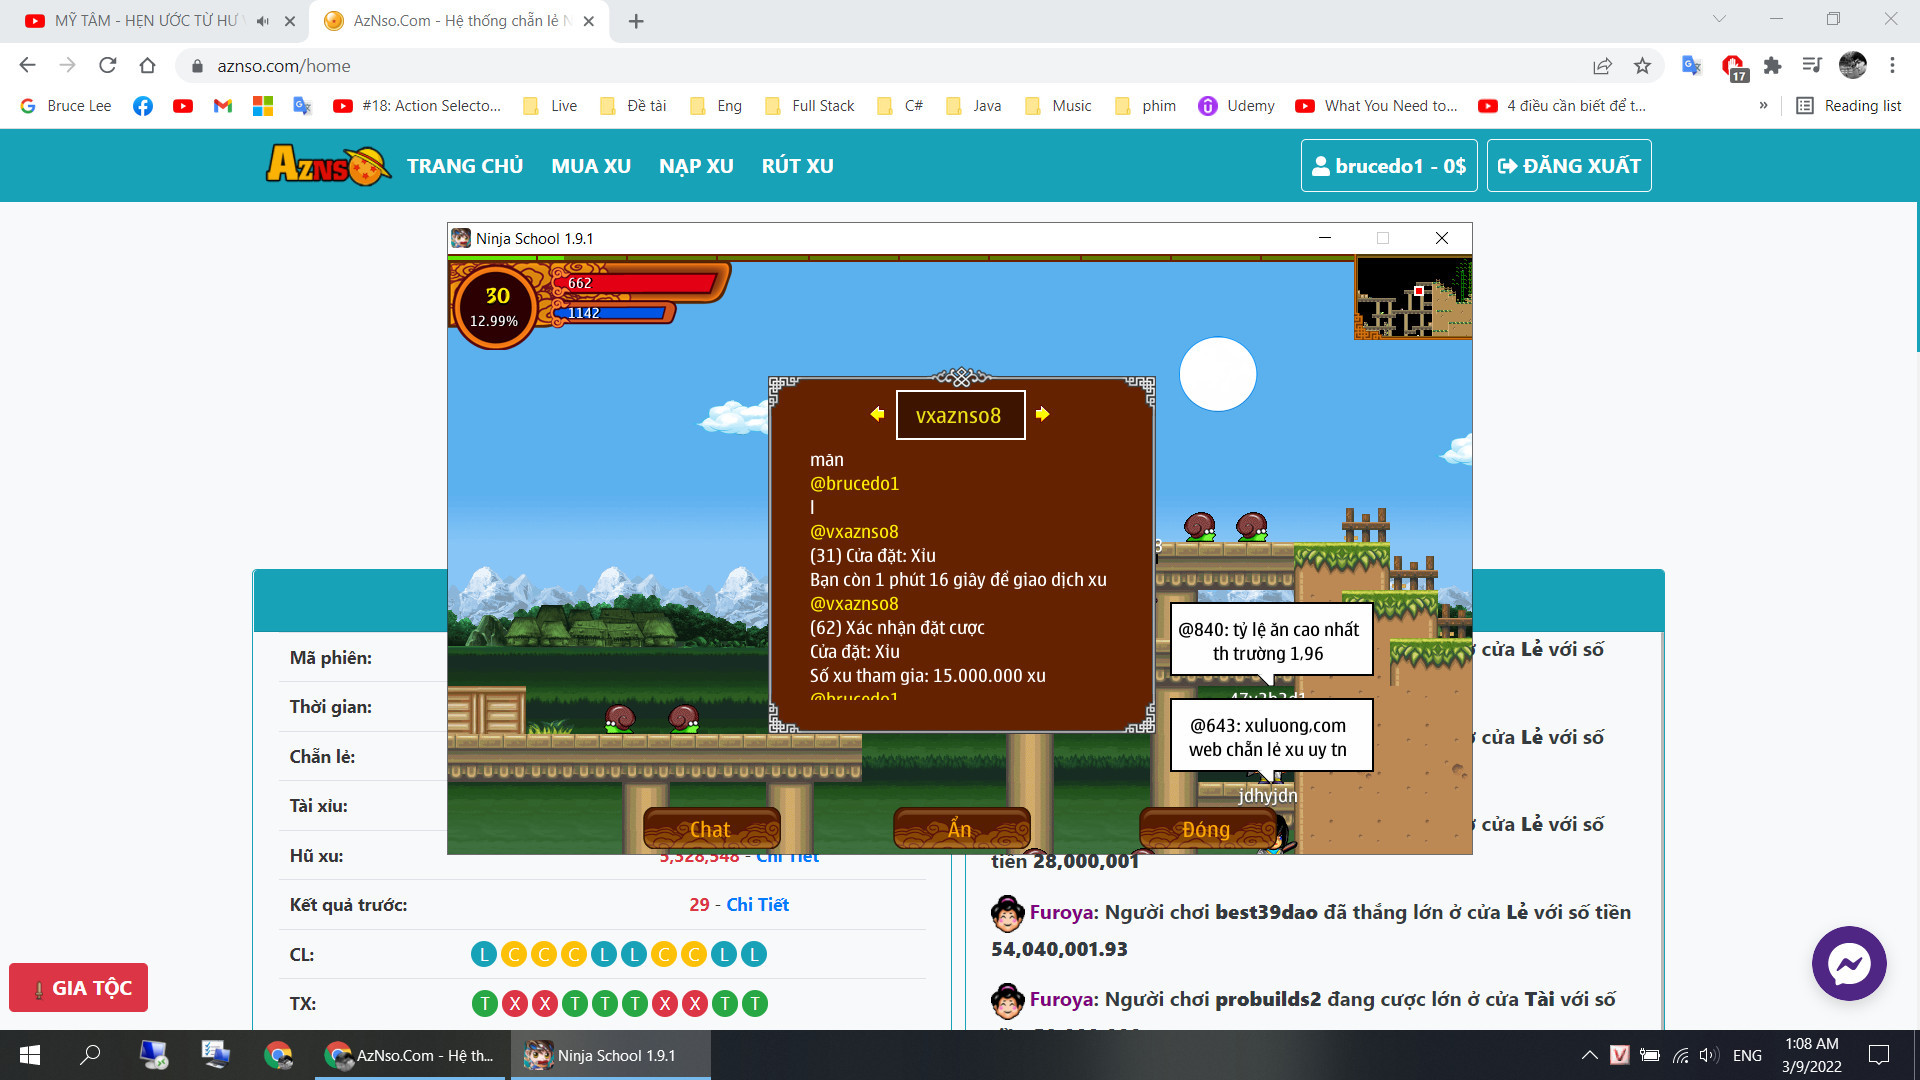 MỸ TÂM - HẸN ƯỚC TỪ HƯ
AzNso.Com - Hệ thống chẵn lẻ N
aznso.com/home
17
Bruce Lee
#18: Action Selecto...
Live
Đề tài
Eng
Full Stack
C#
Java
Music
phim
Udemy
What You Need to...
4 điều cần biết để t...
»
Reading list
AZNSO
TRANG CHỦ
MUA XU
NẠP XU
RÚT XU
brucedo1 - 0$
ĐĂNG XUẤT
Ninja School 1.9.1
30
12.99%
662
1142
vxaznso8
mãn
@brucedo1
l
@vxaznso8
(31) Cửa đặt: Xỉu
Bạn còn 1 phút 16 giây để giao dịch xu
@vxaznso8
(62) Xác nhận đặt cược
Cửa đặt: Xỉu
Số xu tham gia: 15.000.000 xu
@brucedo1
@840: tỷ lệ ăn cao nhất
th trường 1,96
@643: xuluong,com
web chẵn lẻ xu uy tn
jdhyjdn
Chat
Ẩn
Đóng
Mã phiên:
Thời gian:
Chẵn lẻ:
Tài xỉu:
Hũ xu:
5,328,548 - Chi Tiết
Kết quả trước:
29 - Chi Tiết
CL:
L C C C L L C C L L
TX:
T X X T T T X X T T
cửa Lẻ với số
cửa Lẻ với số
cửa Lẻ với số
tiền 28,000,001
Furoya: Người chơi best39dao đã thắng lớn ở cửa Lẻ với số tiền
54,040,001.93
Furoya: Người chơi probuilds2 đang cược lớn ở cửa Tài với số
GIA TỘC
AzNso.Com - Hệ th...
Ninja School 1.9.1
ENG
1:08 AM
3/9/2022